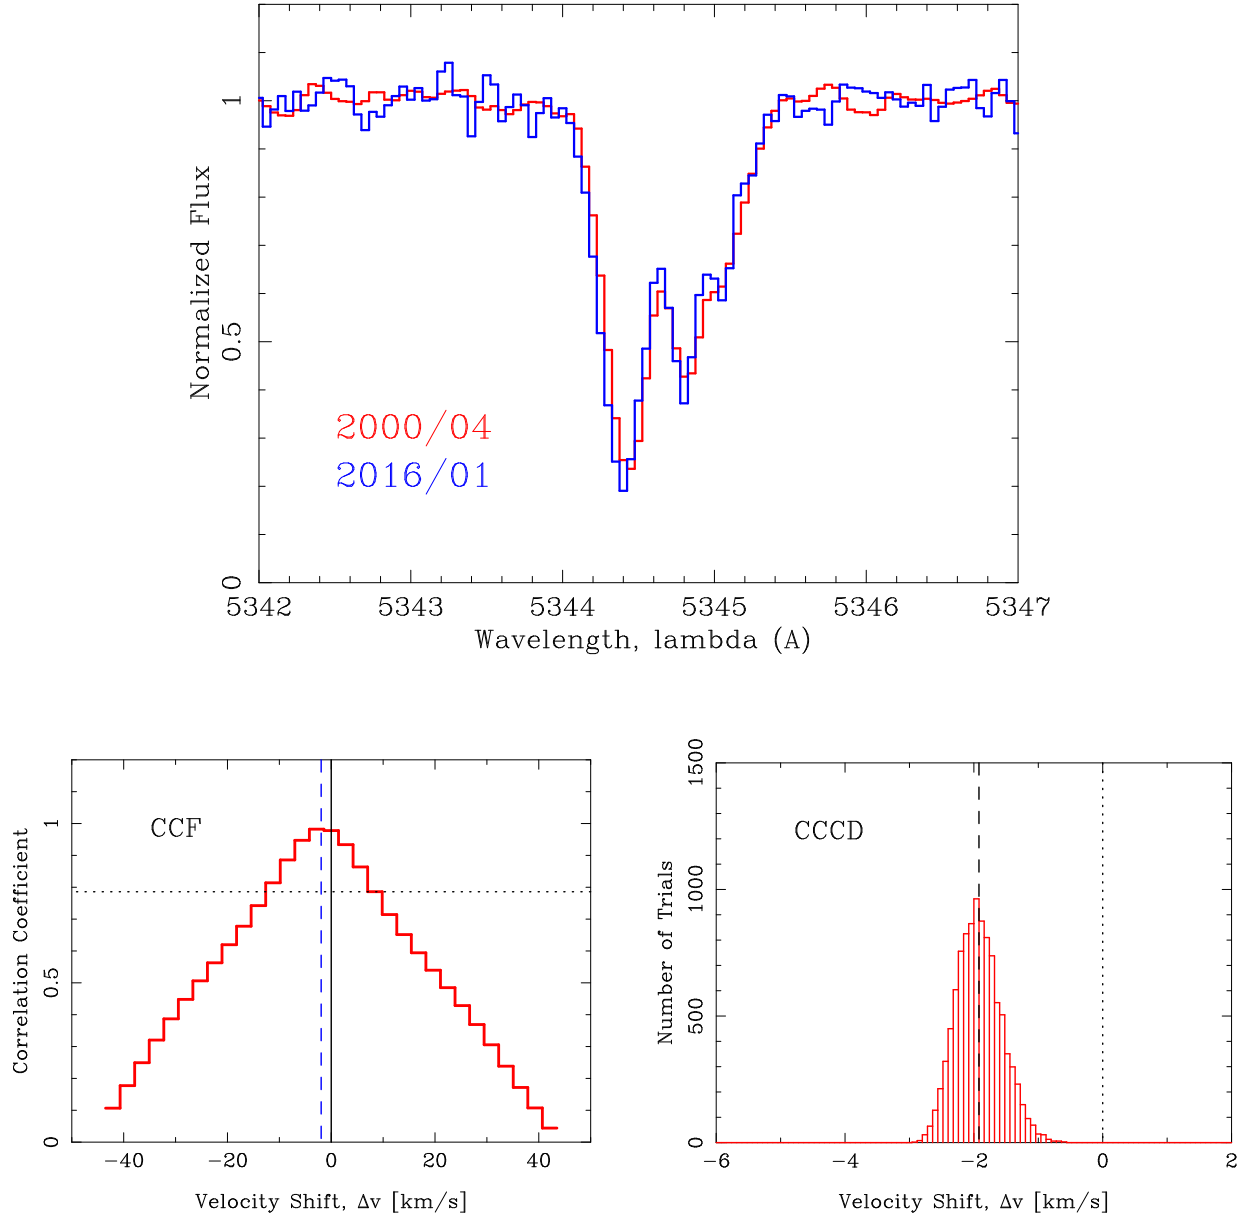 1
0.5
0
Normalized Flux
2000/04
2016/01
5342 5343 5344 5345 5346 5347
Wavelength, lambda (A)
CCF
1
0.5
0
Correlation Coefficient
−40 −20 0 20 40
Velocity Shift, Δv [km/s]
CCCD
1500
1000
500
0
Number of Trials
−6 −4 −2 0 2
Velocity Shift, Δv [km/s]